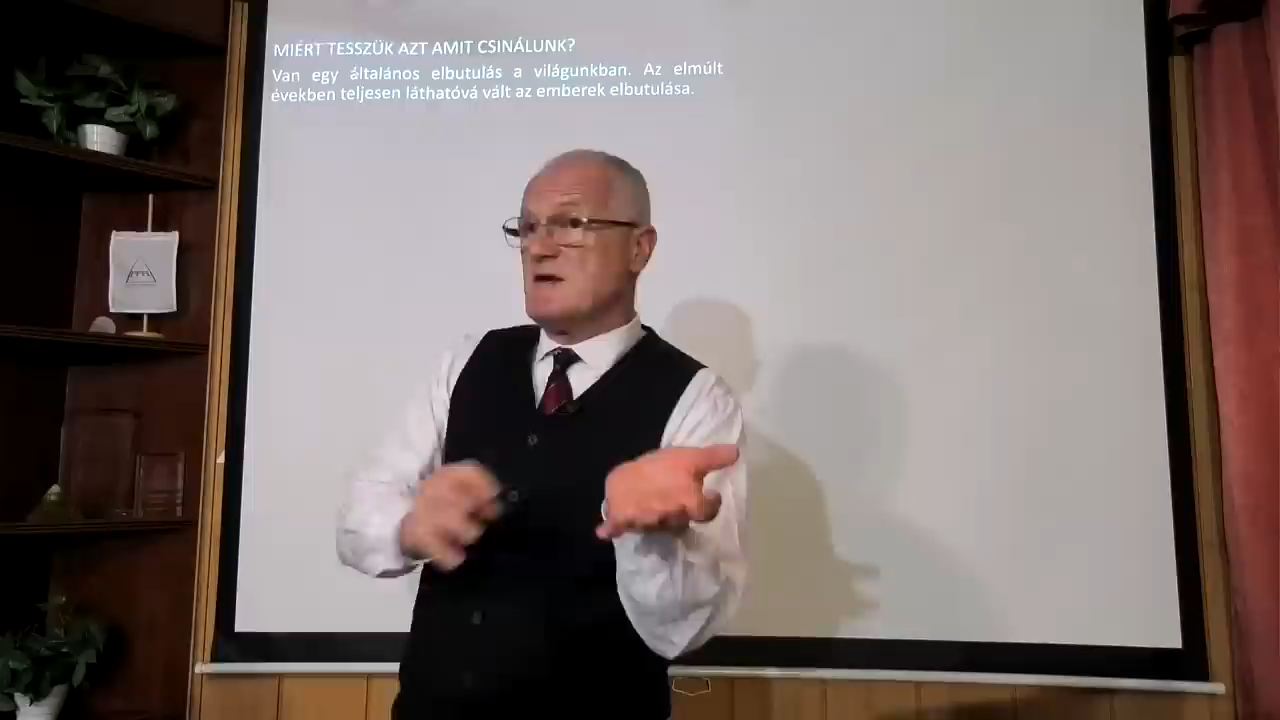 MIÉRT TESSZÜK AZT AMIT CSINÁLUNK?
Van egy általános elbutulás a világunkban. Az elmúlt
években teljesen láthatóvá vált az emberek elbutulása.